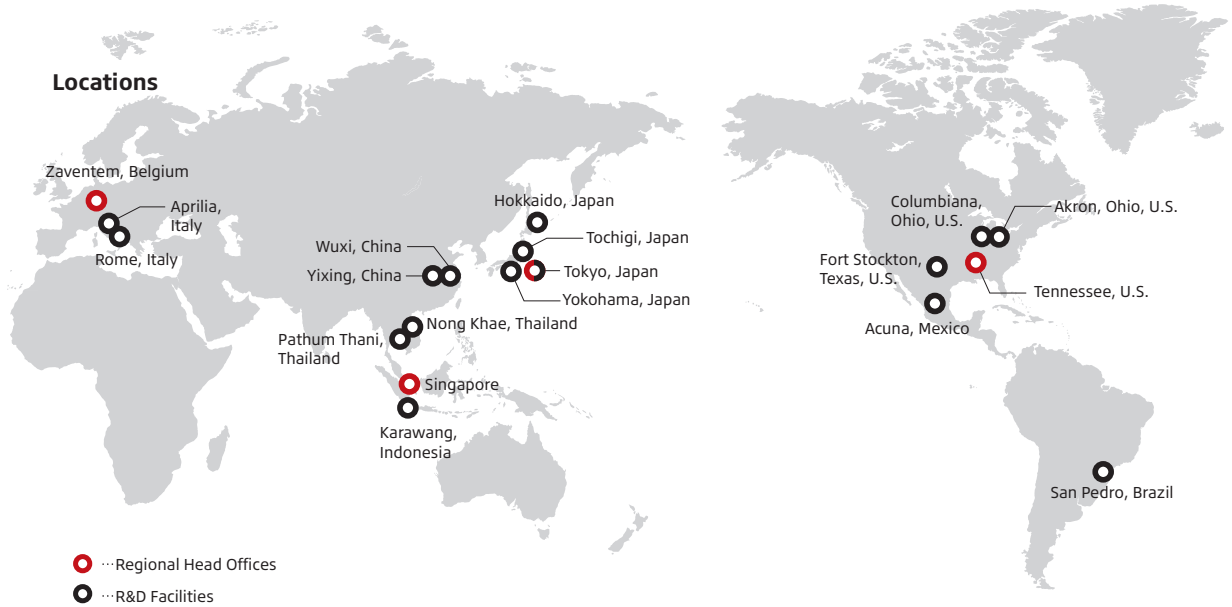 Locations
Zaventem, Belgium
Aprilia,
Italy
Rome, Italy
Hokkaido, Japan
Tochigi, Japan
Wuxi, China
Yixing, China
Tokyo, Japan
Yokohama, Japan
Nong Khae, Thailand
Pathum Thani,
Thailand
Singapore
Karawang,
Indonesia
Columbiana,
Ohio, U.S.
Akron, Ohio, U.S.
Fort Stockton,
Texas, U.S.
Tennessee, U.S.
Acuna, Mexico
San Pedro, Brazil
···Regional Head Offices
···R&D Facilities